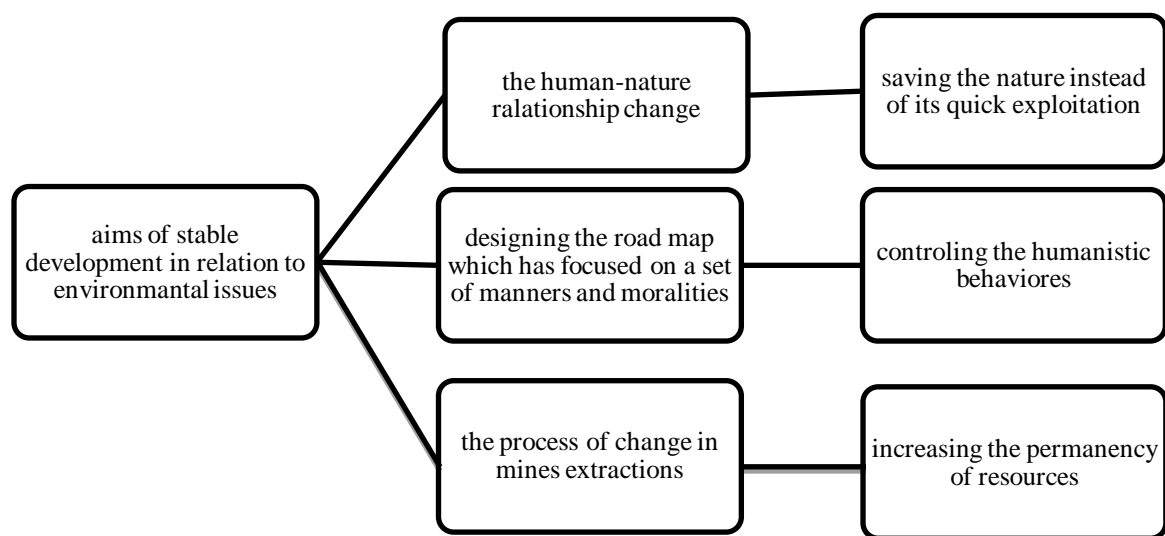 aims of stable
development in relation to
environmantal issues
the human-nature
ralationship change
saving the nature instead
of its quick exploitation
designing the road map
which has focused on a set
of manners and moralities
controling the humanistic
behaviores
the process of change in
mines extractions
increasing the permanency
of resources